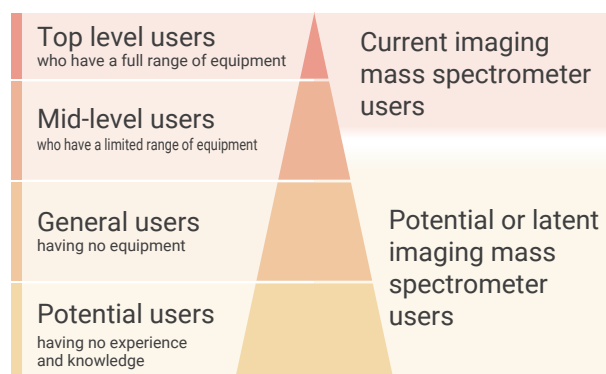 Top level users
who have a full range of equipment
Current imaging
mass spectrometer
users
Mid-level users
who have a limited range of equipment
General users
having no equipment
Potential or latent
imaging mass
spectrometer
users
Potential users
having no experience
and knowledge